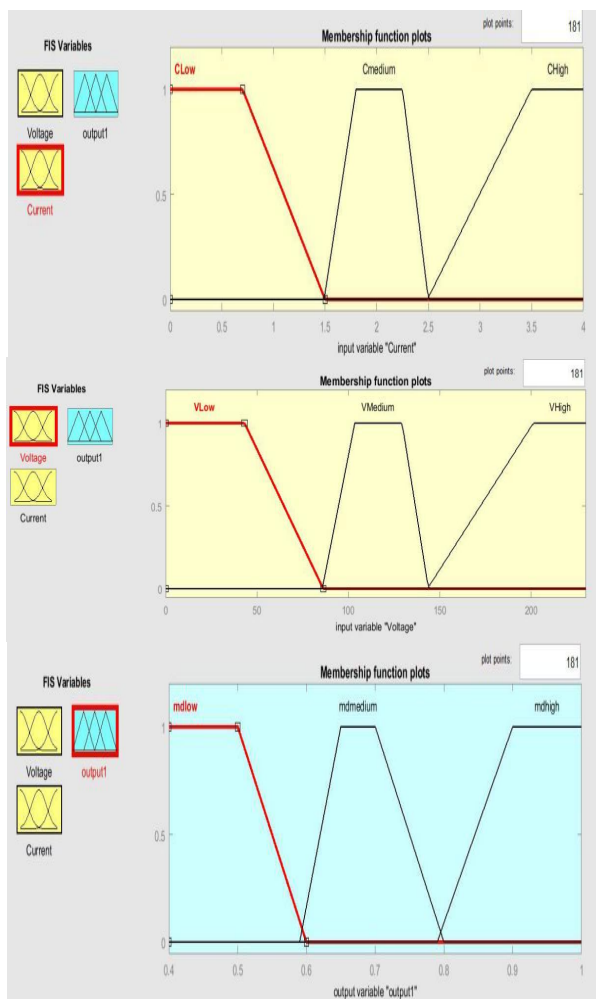 plot points: 181
FIS Variables
Membership function plots
CLow Cmedium CHigh
1
Voltage output1
0.5
Current
0
0 0.5 1 1.5 2 2.5 3 3.5 4
input variable "Current"
plot points: 181
FIS Variables
Membership function plots
VLow VMedium VHigh
1
Voltage output1
0.5
Current
0
0 50 100 150 200
input variable "Voltage"
plot points: 181
FIS Variables
Membership function plots
mdlow mdmedium mdhigh
1
Voltage output1
0.5
Current
0
0.4 0.5 0.6 0.7 0.8 0.9 1
output variable "output1"